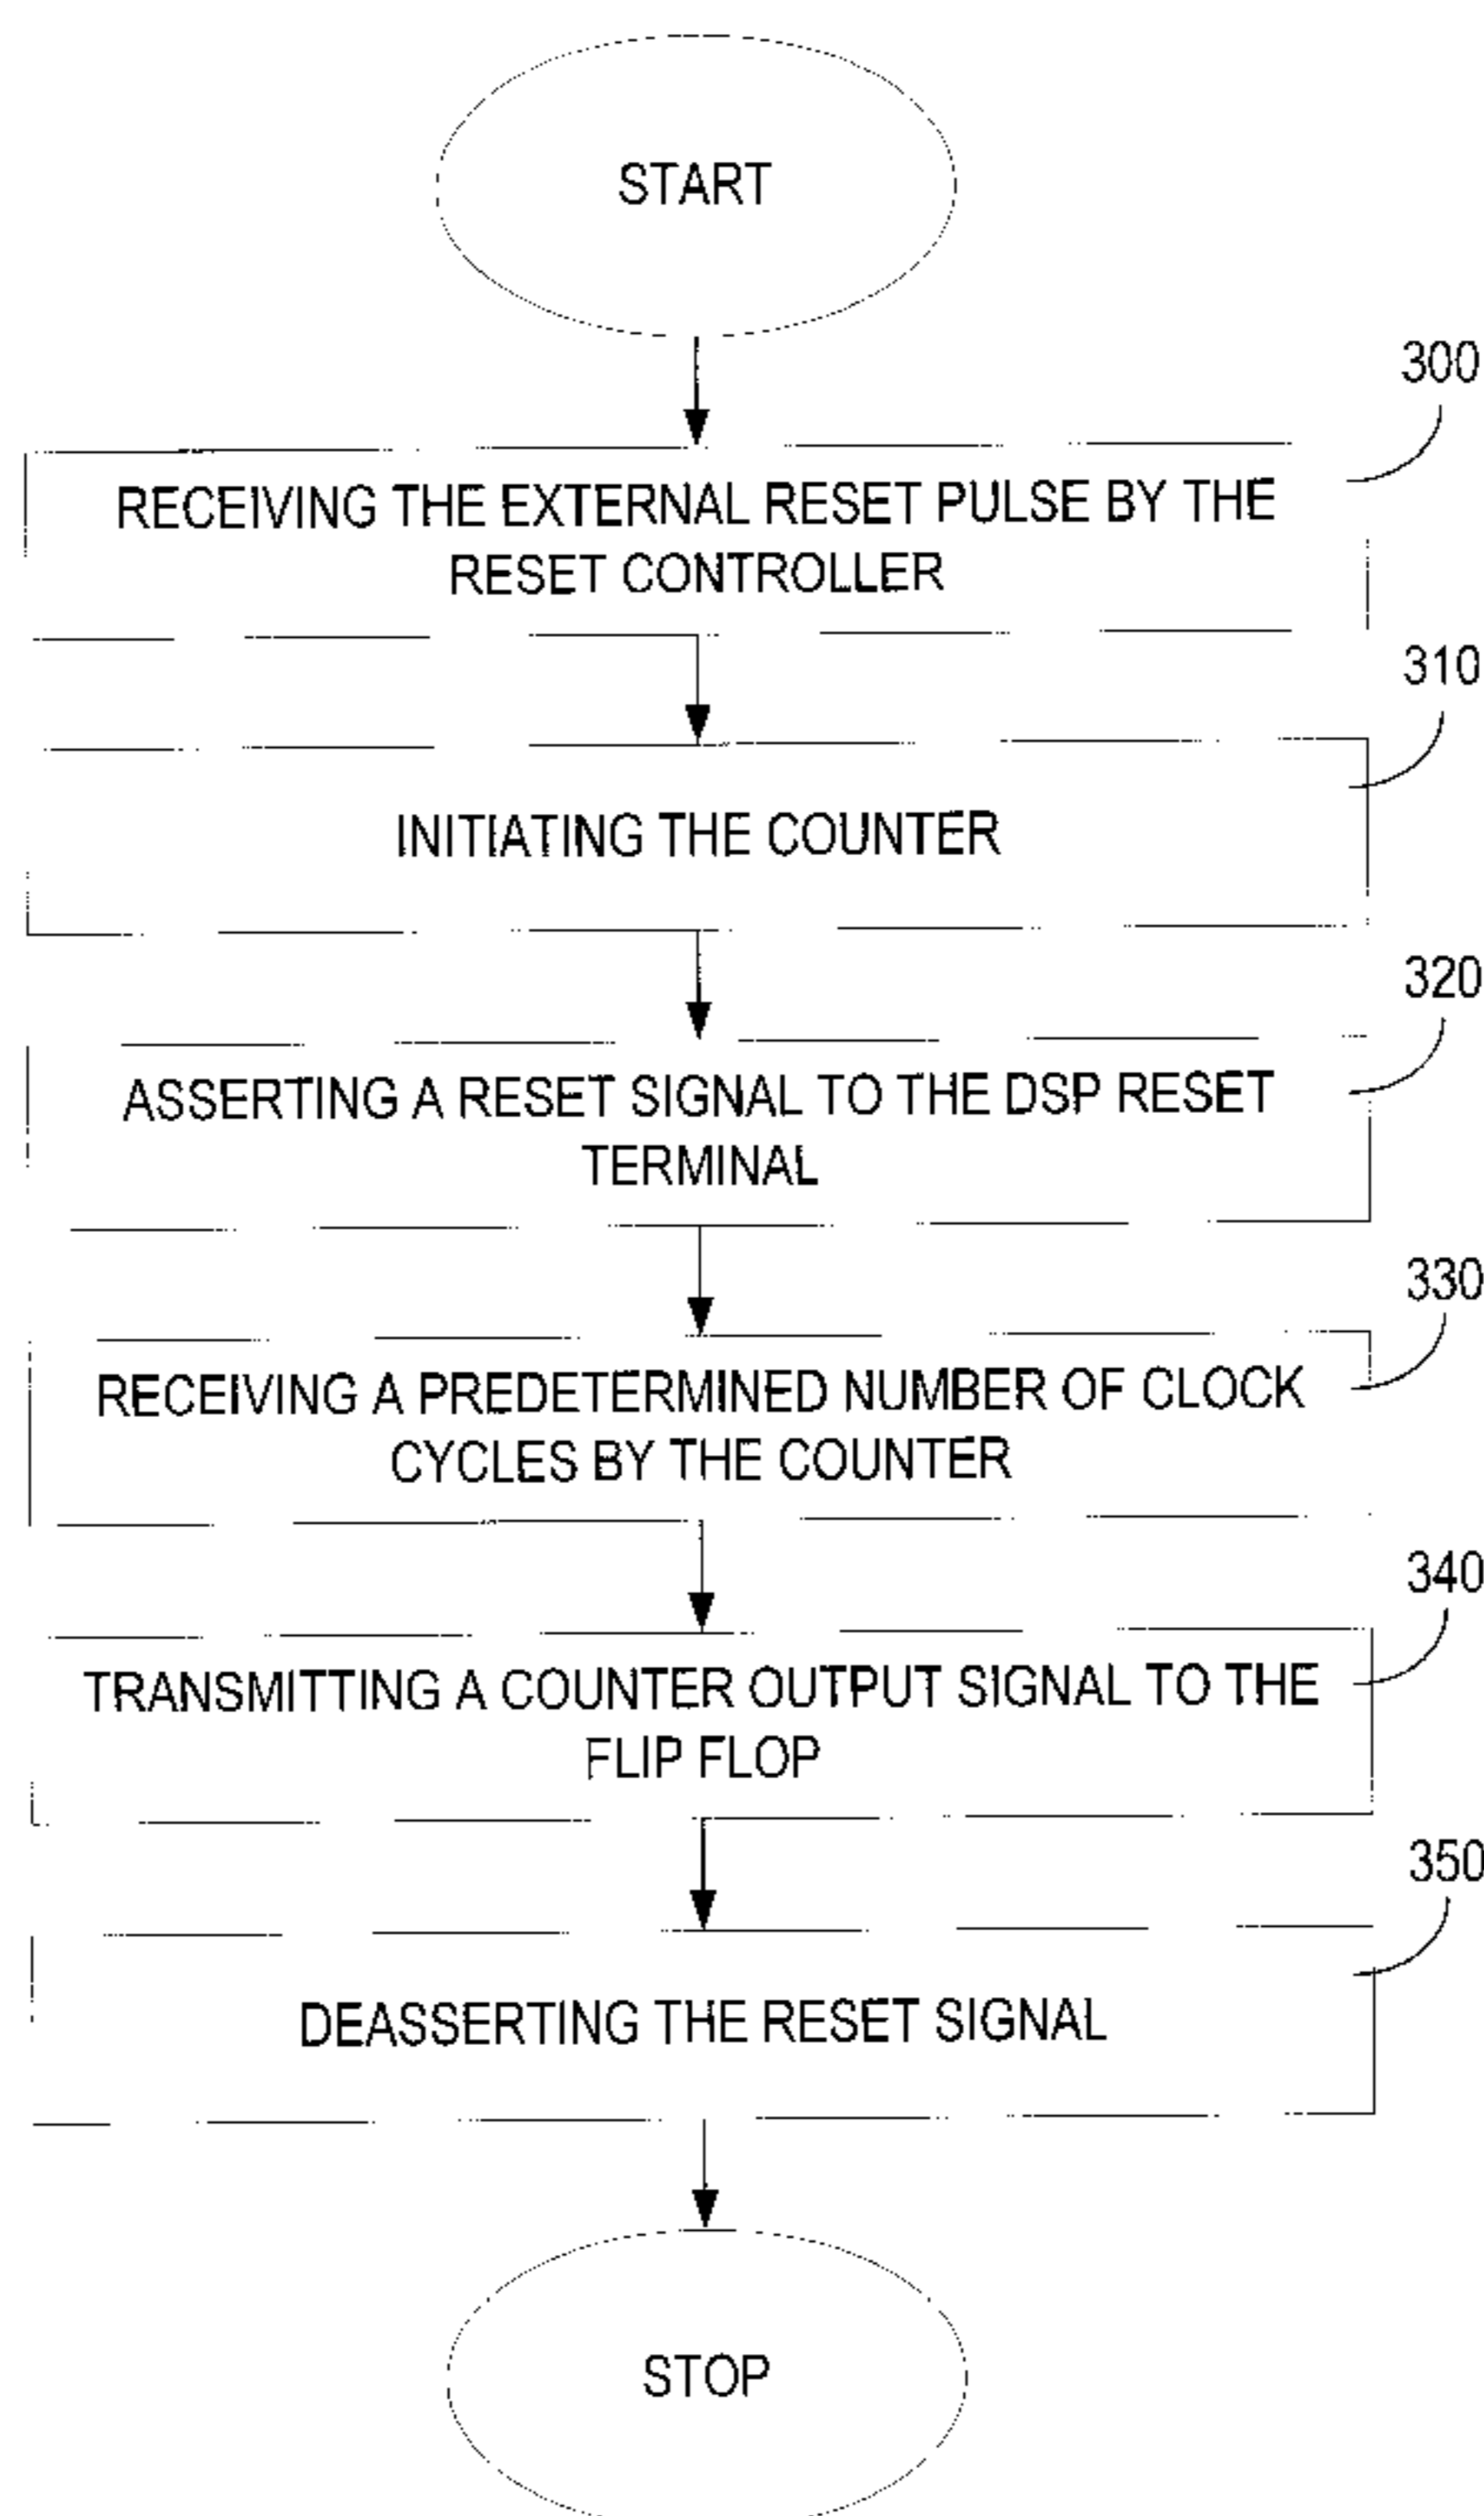 START
300
RECEIVING THE EXTERNAL RESET PULSE BY THE
RESET CONTROLLER
310
INITIATING THE COUNTER
320
ASSERTING A RESET SIGNAL TO THE DSP RESET
TERMINAL
330
RECEIVING A PREDETERMINED NUMBER OF CLOCK
CYCLES BY THE COUNTER
340
TRANSMITTING A COUNTER OUTPUT SIGNAL TO THE
FLIP FLOP
350
DEASSERTING THE RESET SIGNAL
STOP